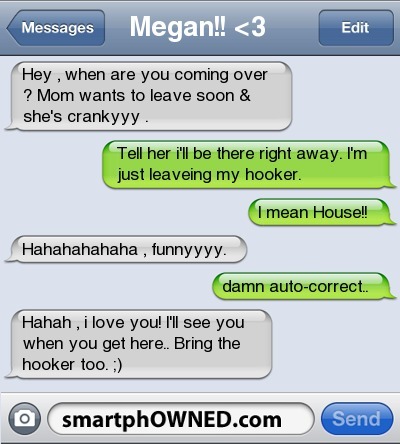 Messages
Megan!! <3
Edit
Hey , when are you coming over
? Mom wants to leave soon &
she's crankyyy .
Tell her i'll be there right away. I'm
just leaveing my hooker.
I mean House!!
Hahahahahaha , funnyyyy.
damn auto-correct..
Hahah , i love you! I'll see you
when you get here.. Bring the
hooker too. ;)
smartphOWNED.com
Send